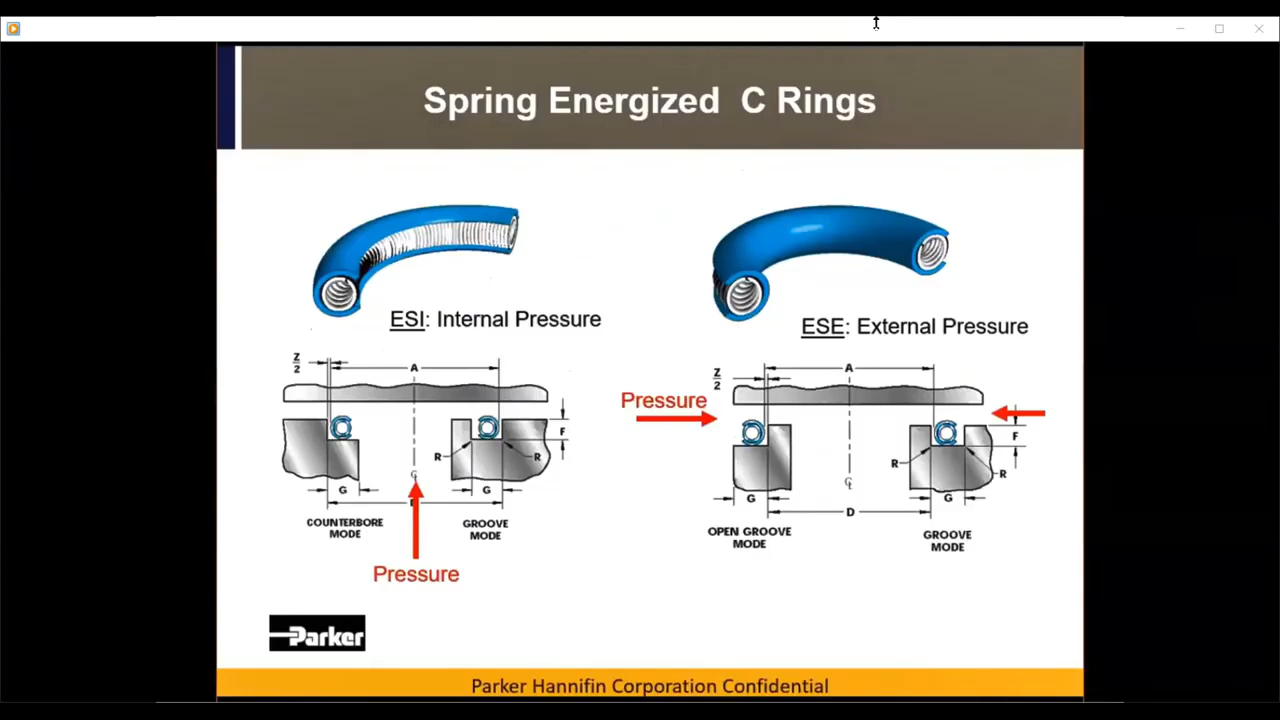 Spring Energized C Rings
ESI: Internal Pressure
ESE: External Pressure
Z
2
A
F
R
R
G
G
COUNTERBORE
MODE
GROOVE
MODE
Pressure
Z
2
A
Pressure
F
R
R
G
G
D
OPEN GROOVE
MODE
GROOVE
MODE
Parker
Parker Hannifin Corporation Confidential